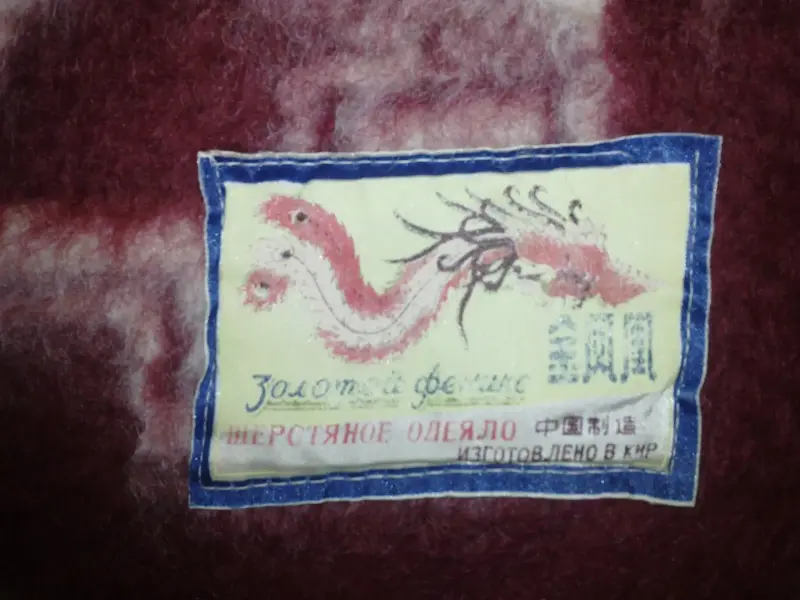 金凤凰
Золотой феникс
ШЕРСТЯНОЕ ОДЕЯЛО 中国制造
ИЗГОТОВЛЕНО В КНР